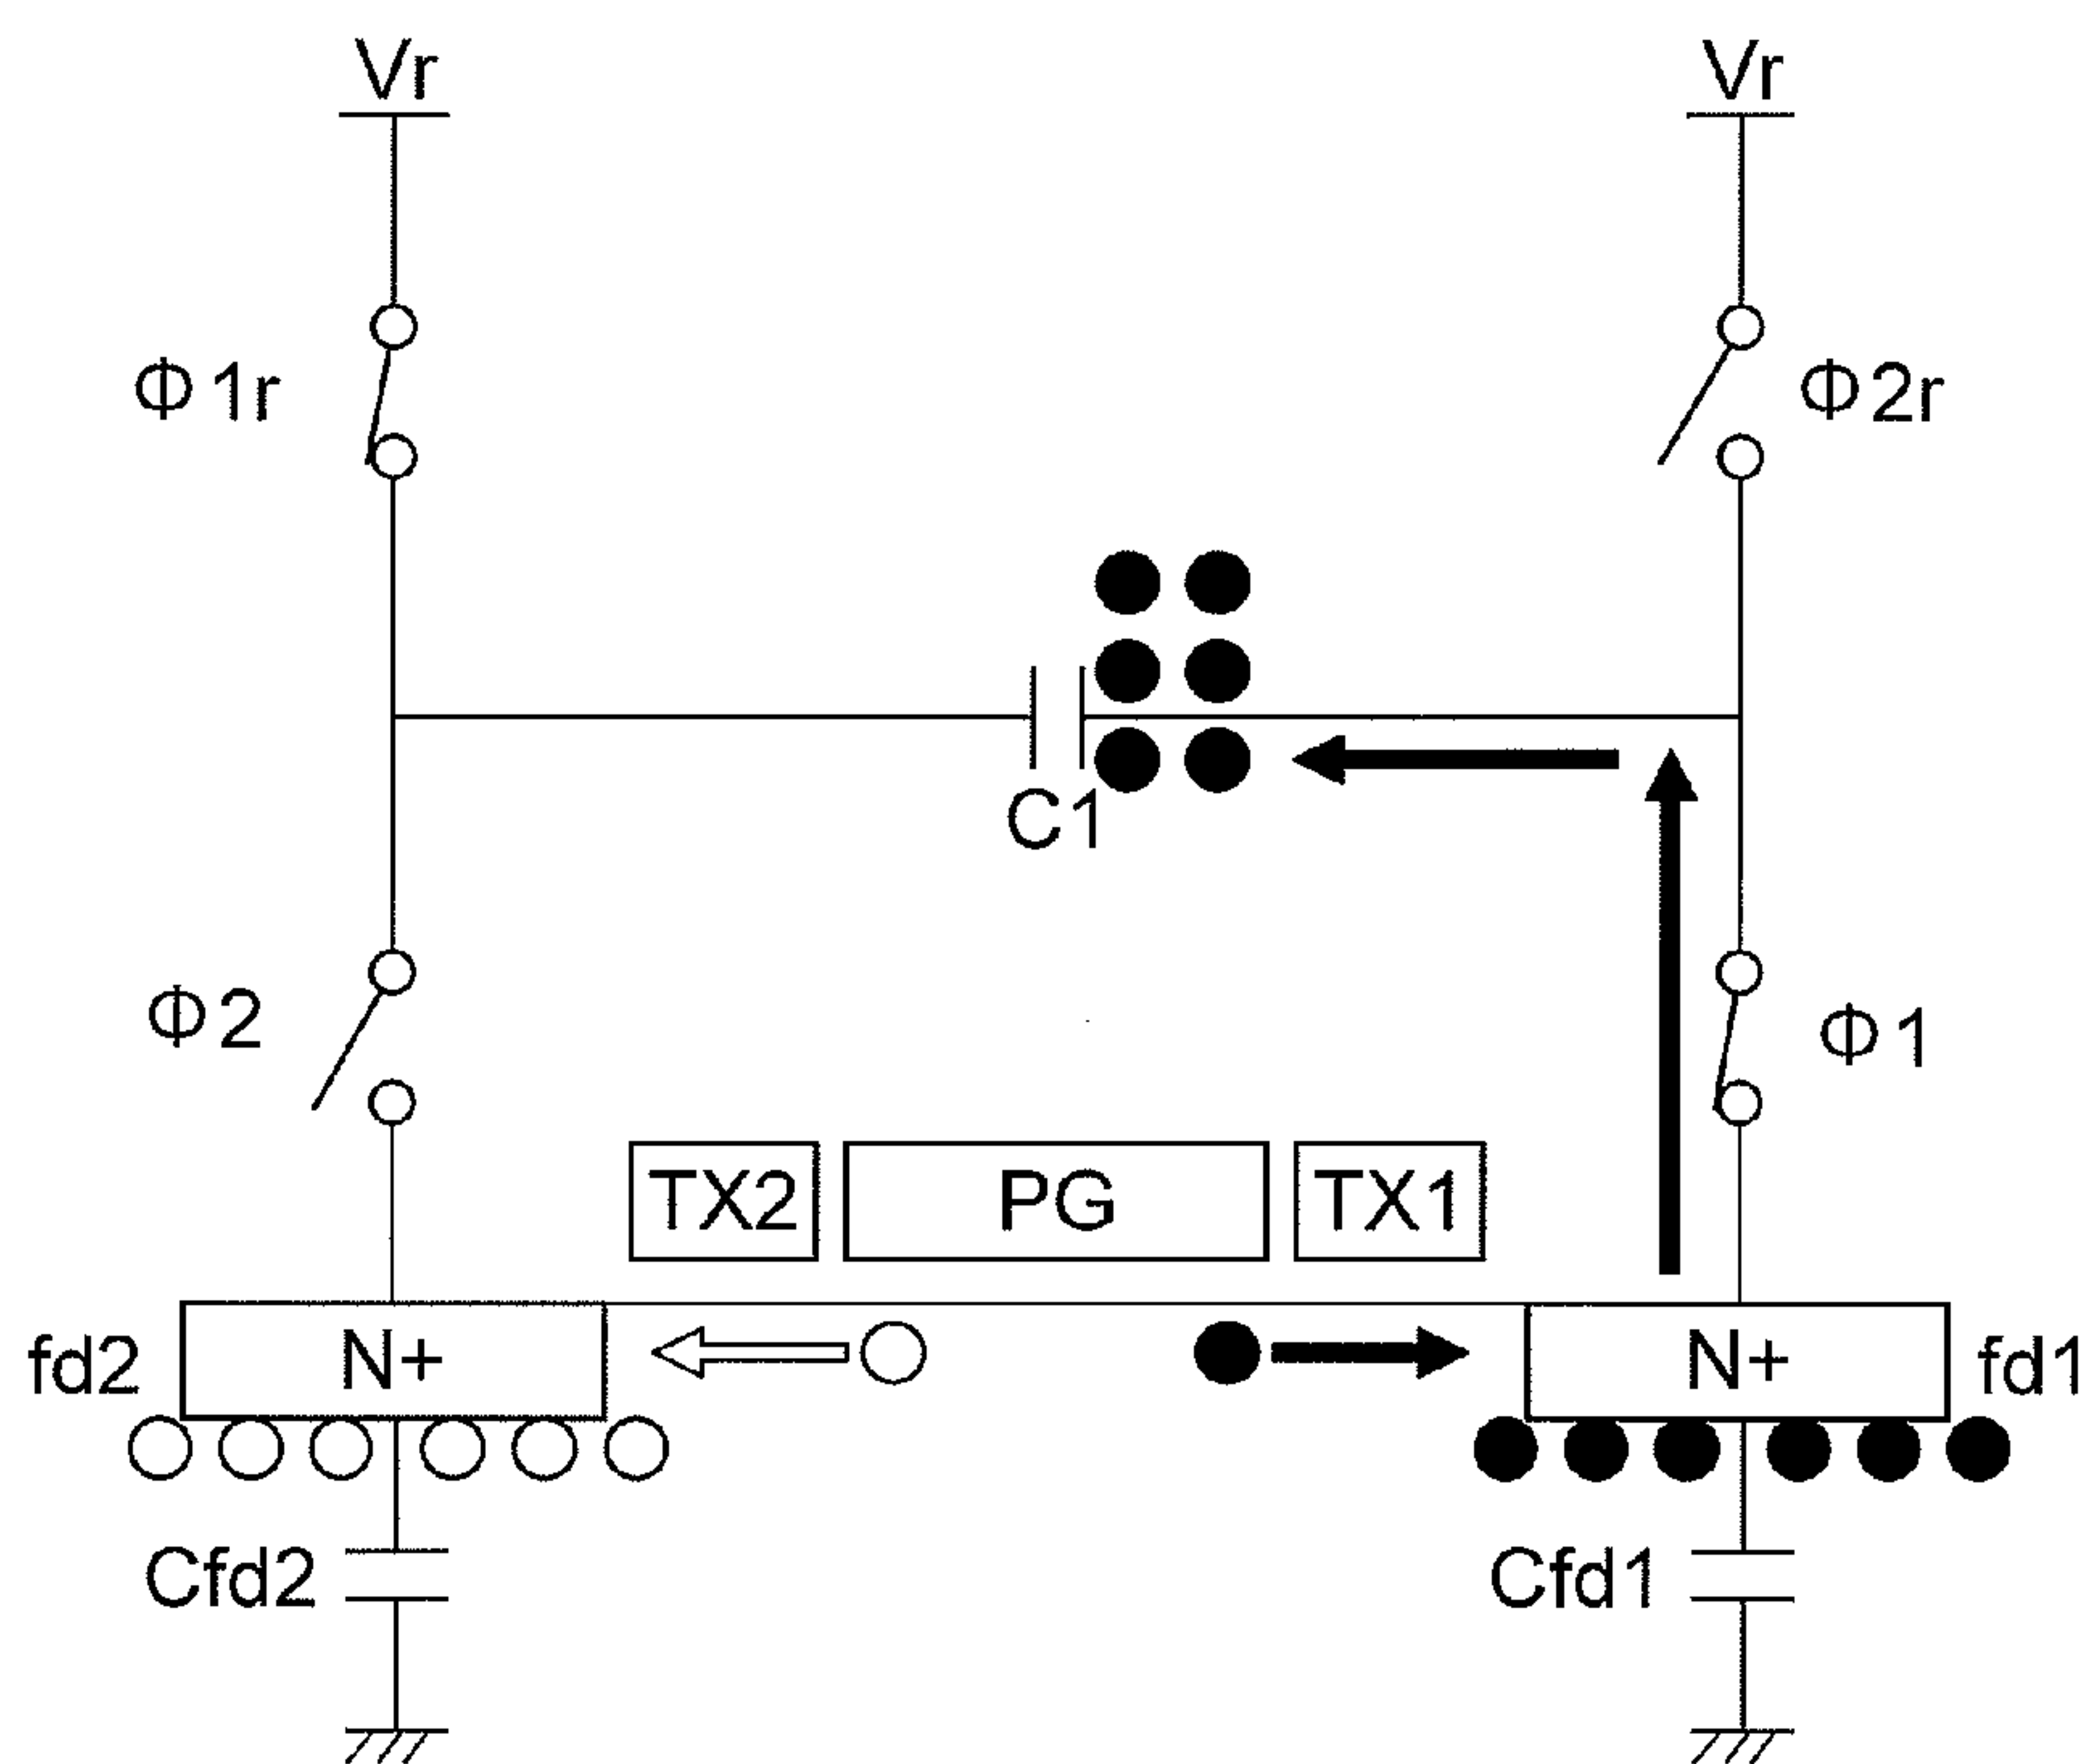 Vr Vr
Φ1r Φ2r
C1
Φ2 Φ1
TX2 PG TX1
fd2 N+ N+ fd1
Cfd2 Cfd1